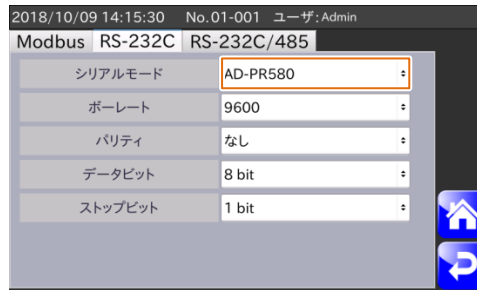 2018/10/09 14:15:30 No.01-001 ユーザ:Admin
Modbus RS-232C RS-232C/485
シリアルモード AD-PR580
ボーレート 9600
パリティ なし
データビット 8 bit
ストップビット 1 bit